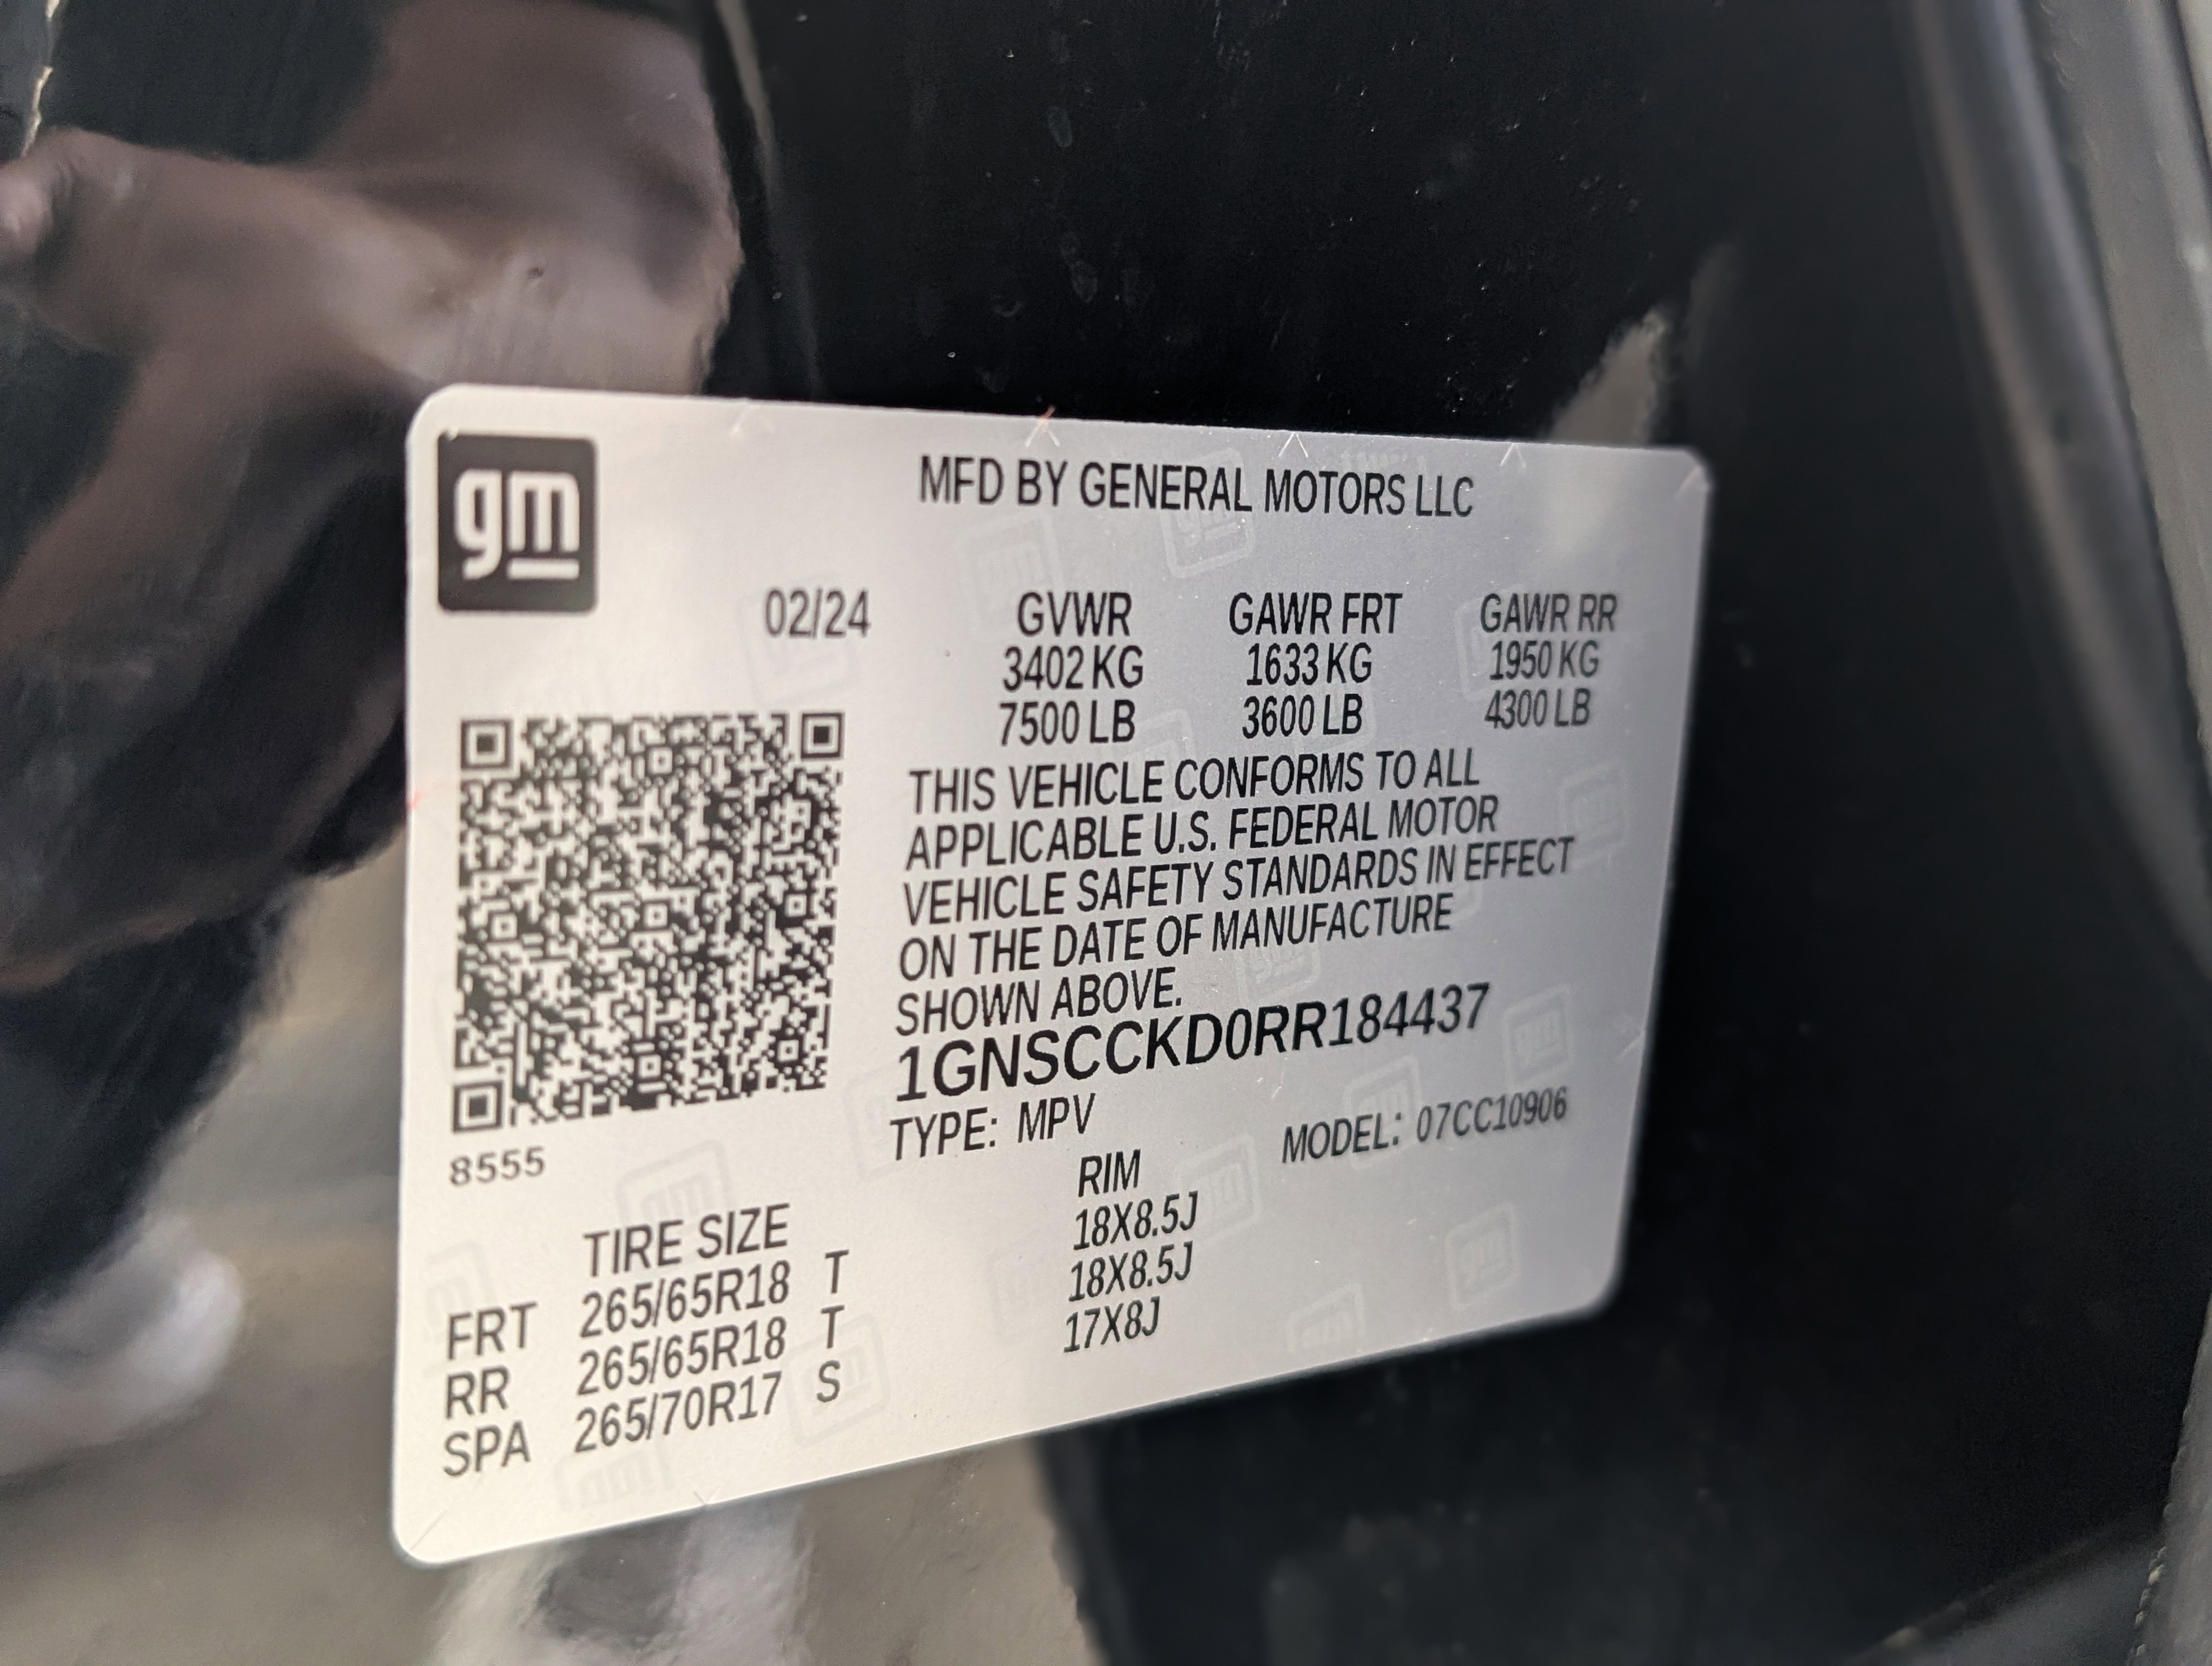 gm
MFD BY GENERAL MOTORS LLC
02/24 GVWR GAWR FRT GAWR RR
3402 KG 1633 KG 1950 KG
7500 LB 3600 LB 4300 LB
THIS VEHICLE CONFORMS TO ALL
APPLICABLE U.S. FEDERAL MOTOR
VEHICLE SAFETY STANDARDS IN EFFECT
ON THE DATE OF MANUFACTURE
SHOWN ABOVE.
1GNSCCKD0RR184437
TYPE: MPV MODEL: 07CC10906
8555
TIRE SIZE RIM
FRT 265/65R18 T 18X8.5J
RR 265/65R18 T 18X8.5J
SPA 265/70R17 S 17X8J